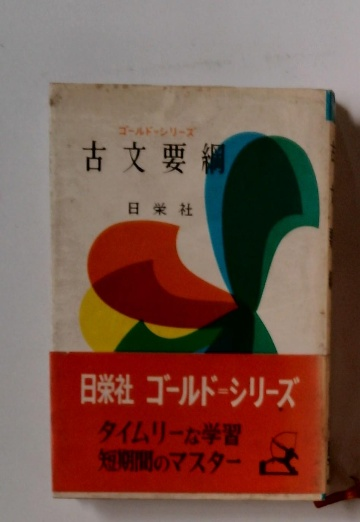 ゴールド=シリーズ
古文要綱
日栄社
日栄社 ゴールド=シリーズ
タイムリーな学習
短期間のマスター